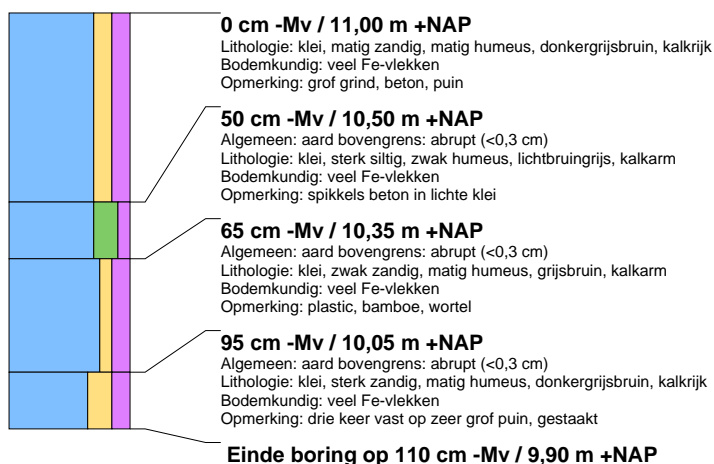 0 cm -Mv / 11,00 m +NAP
Lithologie: klei, matig zandig, matig humeus, donkergrijsbruin, kalkrijk
Bodemkundig: veel Fe-vlekken
Opmerking: grof grind, beton, puin
50 cm -Mv / 10,50 m +NAP
Algemeen: aard bovengrens: abrupt (<0,3 cm)
Lithologie: klei, sterk siltig, zwak humeus, lichtbruingrijs, kalkarm
Bodemkundig: veel Fe-vlekken
Opmerking: spikkels beton in lichte klei
65 cm -Mv / 10,35 m +NAP
Algemeen: aard bovengrens: abrupt (<0,3 cm)
Lithologie: klei, zwak zandig, matig humeus, grijsbruin, kalkarm
Bodemkundig: veel Fe-vlekken
Opmerking: plastic, bamboe, wortel
95 cm -Mv / 10,05 m +NAP
Algemeen: aard bovengrens: abrupt (<0,3 cm)
Lithologie: klei, sterk zandig, matig humeus, donkergrijsbruin, kalkrijk
Bodemkundig: veel Fe-vlekken
Opmerking: drie keer vast op zeer grof puin, gestaakt
Einde boring op 110 cm -Mv / 9,90 m +NAP